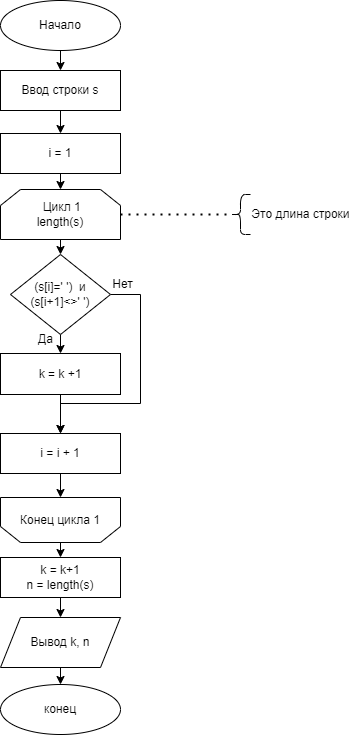 Начало
Ввод строки s
i = 1
Цикл 1
length(s)
Это длина строки
(s[i]=' ') и
(s[i+1]<>' ')
Нет
Да
k = k +1
i = i + 1
Конец цикла 1
k = k+1
n = length(s)
Вывод k, n
конец